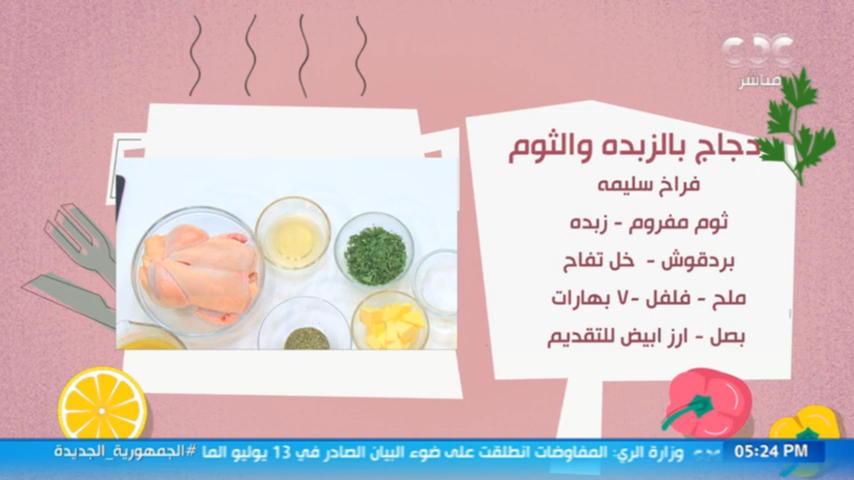 CBC
مباشر
دجاج بالزبده والثوم
فراخ سليمه
ثوم مفروم - زبده
بردقوش - خل تفاح
ملح - فلفل - ٧ بهارات
بصل - ارز ابيض للتقديم
05:24 PM
وزارة الري: المفاوضات انطلقت على ضوء البيان الصادر في 13 يوليو الما
#الجمهورية_الجديدة